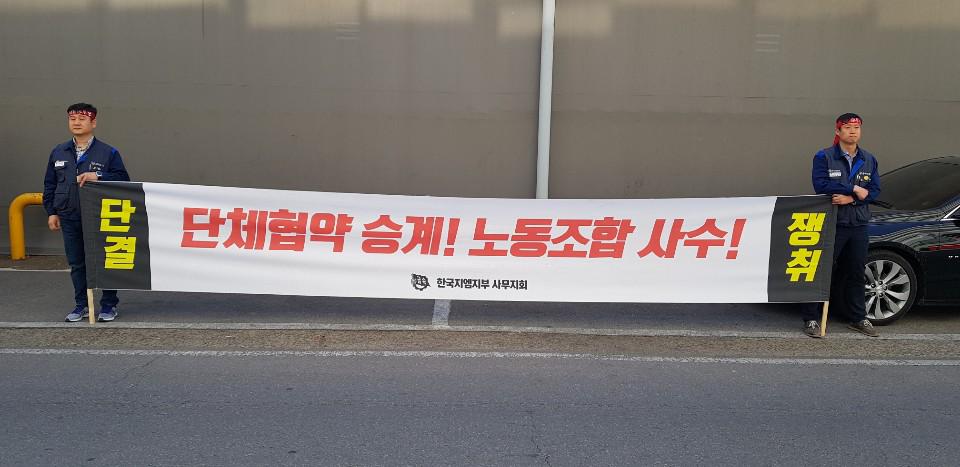 단결
단체협약 승계! 노동조합 사수!
한국지엠지부 사무지회
쟁취